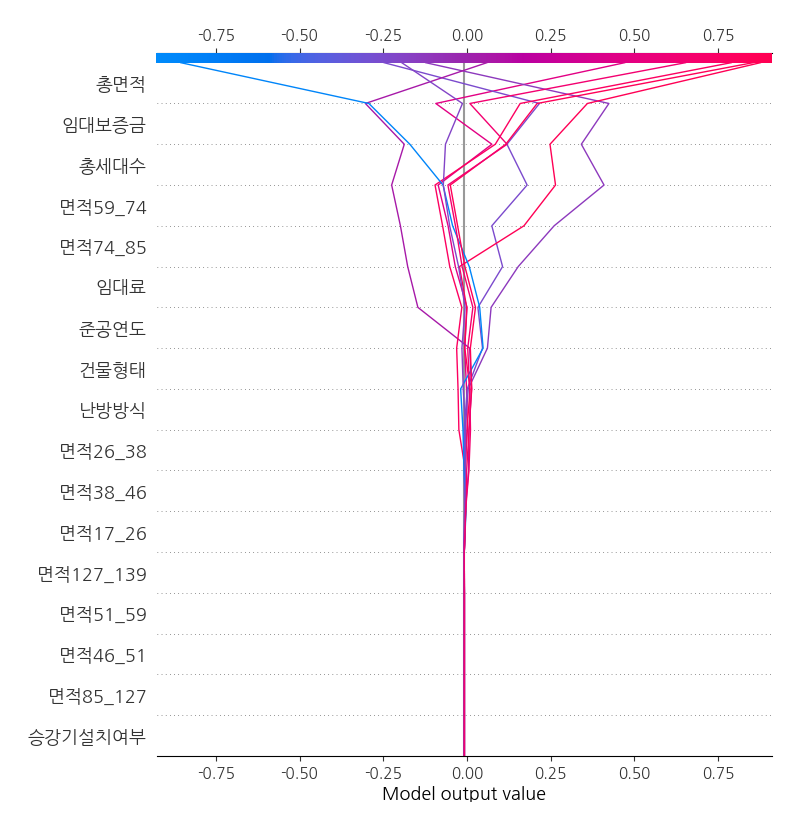 -0.75 -0.50 -0.25 0.00 0.25 0.50 0.75
총면적
임대보증금
총세대수
면적59_74
면적74_85
임대료
준공연도
건물형태
난방방식
면적26_38
면적38_46
면적17_26
면적127_139
면적51_59
면적46_51
면적85_127
승강기설치여부
-0.75 -0.50 -0.25 0.00 0.25 0.50 0.75
Model output value